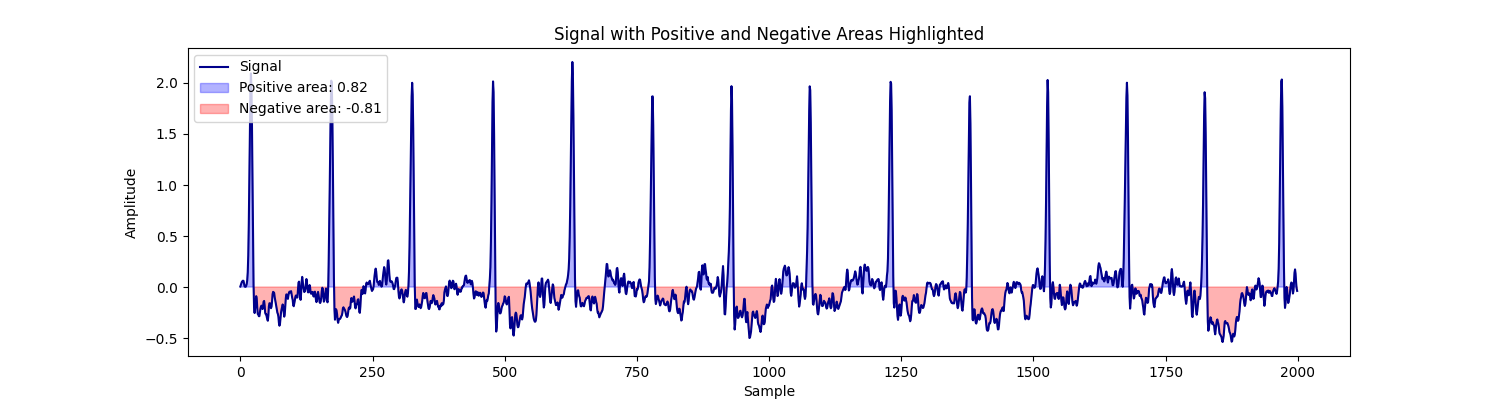 Signal with Positive and Negative Areas Highlighted
Signal
Positive area: 0.82
Negative area: -0.81
Amplitude
2.0
1.5
1.0
0.5
0.0
−0.5
0 250 500 750 1000 1250 1500 1750 2000
Sample